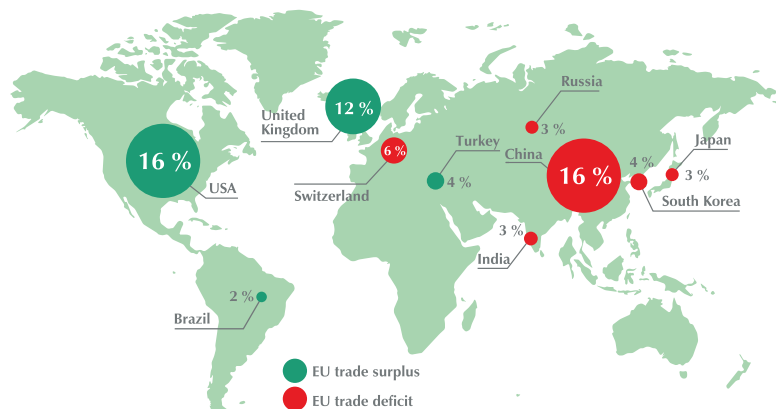 Russia
3 %
United
Kingdom
12 %
Turkey
4 %
Japan
3 %
6 %
Switzerland
China
16 %
4 %
South Korea
16 %
USA
3 %
India
2 %
Brazil
EU trade surplus
EU trade deficit